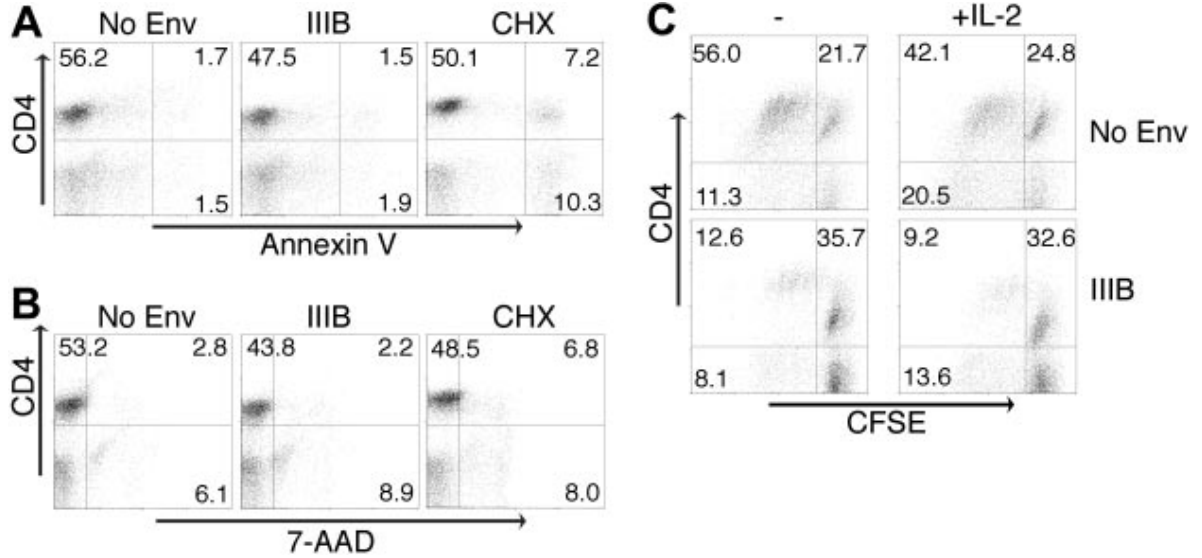 A
No Env IIIB CHX
56.2 1.7 47.5 1.5 50.1 7.2
CD4
1.5 1.9 10.3
Annexin V
B
No Env IIIB CHX
53.2 2.8 43.8 2.2 48.5 6.8
CD4
6.1 8.9 8.0
7-AAD
C
- +IL-2
56.0 21.7 42.1 24.8
No Env
11.3 20.5
CD4
12.6 35.7 9.2 32.6
IIIB
8.1 13.6
CFSE